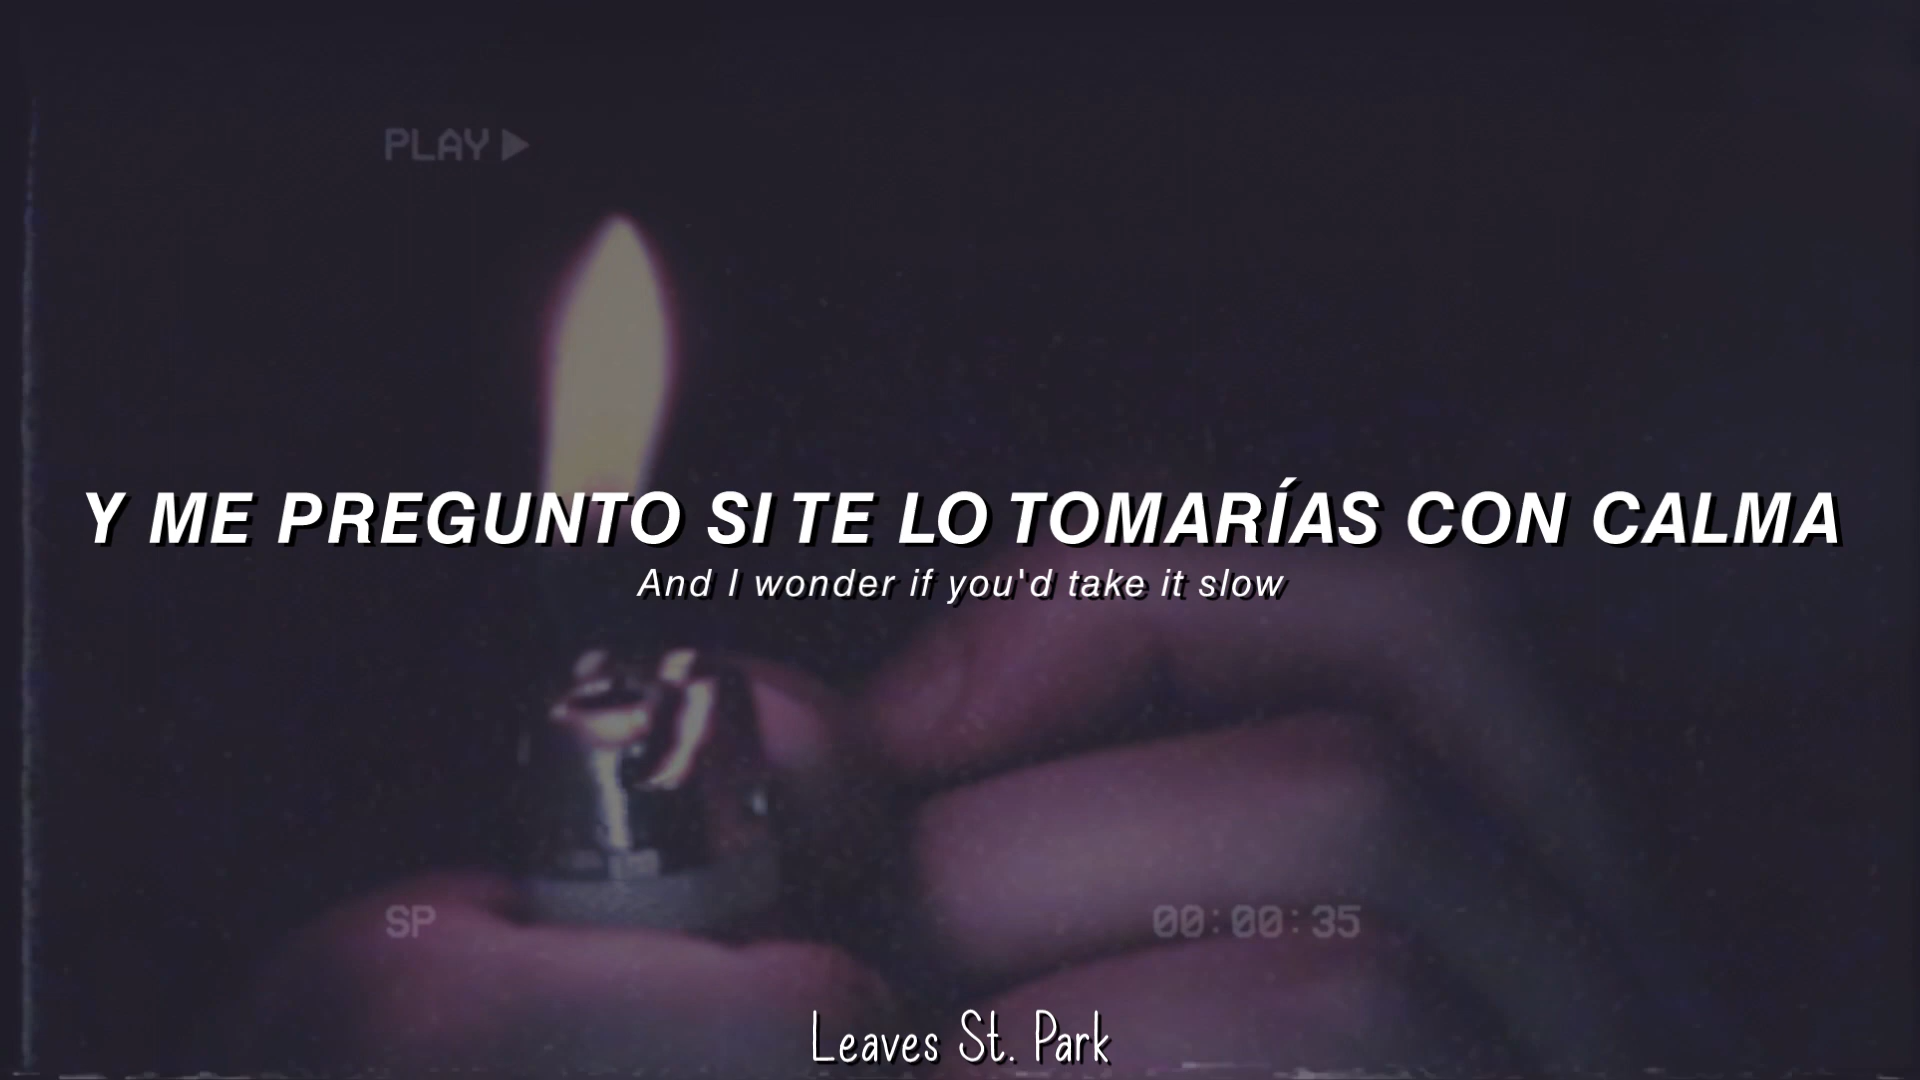 PLAY ▶
Y ME PREGUNTO SI TE LO TOMARÍAS CON CALMA
And I wonder if you'd take it slow
SP
00:00:35
Leaves St. Park